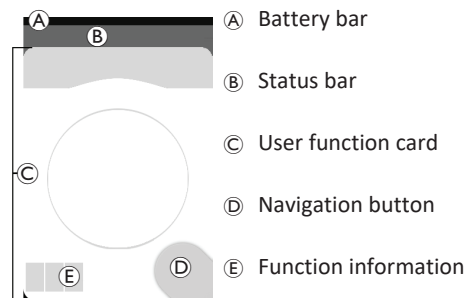 Ⓐ Battery bar
Ⓑ Status bar
Ⓒ User function card
Ⓓ Navigation button
Ⓔ Function information
Ⓐ
Ⓑ
Ⓒ
Ⓓ
Ⓔ